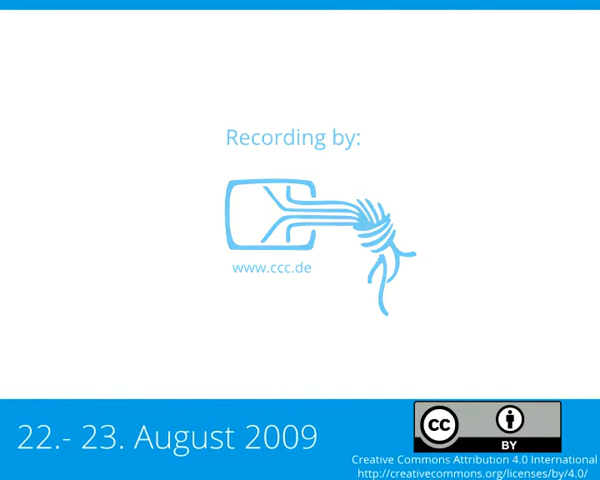 Recording by:
www.ccc.de
22.- 23. August 2009
cc
BY
Creative Commons Attribution 4.0 International
http://creativecommons.org/licenses/by/4.0/